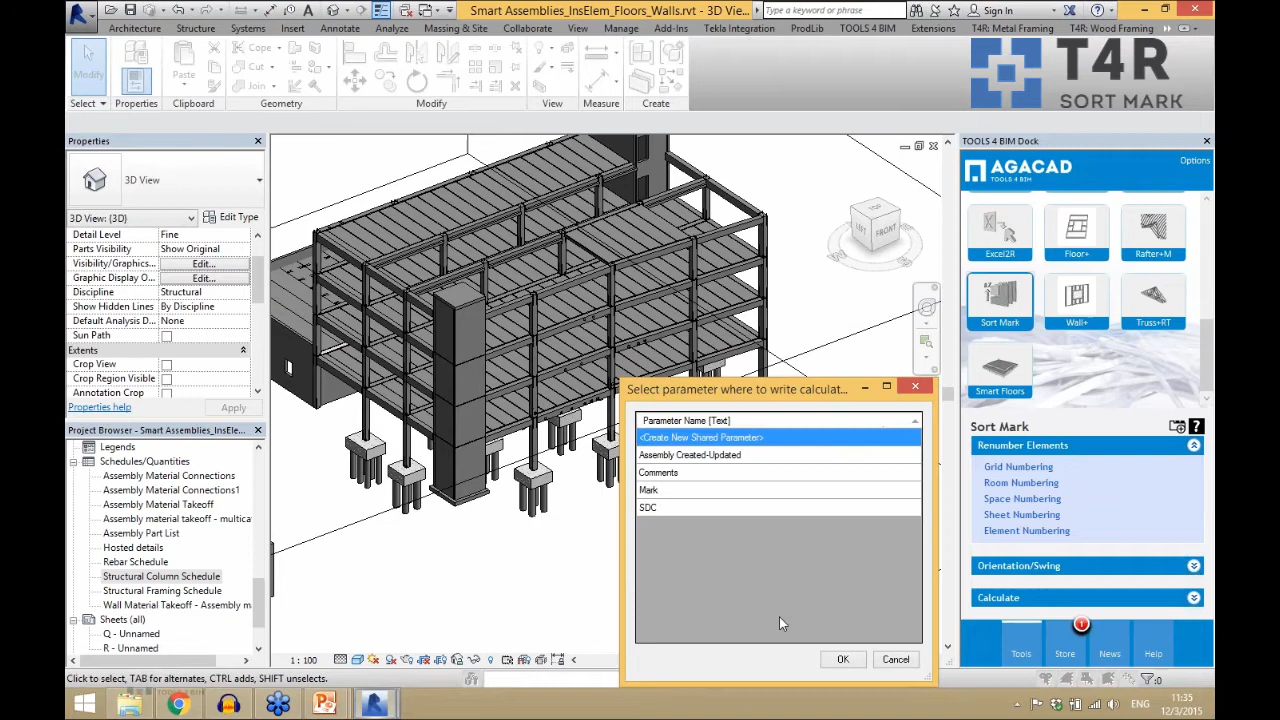 Smart Assemblies_InsElem_Floors_Walls.rvt - 3D Vie...
Type a keyword or phrase
Sign In
Architecture Structure Systems Insert Annotate Analyze Massing & Site Collaborate View Manage Add-Ins Tekla Integration ProdLib TOOLS 4 BIM Extensions T4R: Metal Framing T4R: Wood Framing
Modify
Paste
Cope
Cut
Join
Select Properties Clipboard Geometry Modify View Measure Create
T4R
SORT MARK
Properties
3D View
3D View: {3D}
Edit Type
Detail Level Fine
Parts Visibility Show Original
Visibility/Graphics... Edit...
Graphic Display O... Edit...
Discipline Structural
Show Hidden Lines By Discipline
Default Analysis D... None
Sun Path
Extents
Crop View
Crop Region Visible
Annotation Crop
Properties help
Apply
Project Browser - Smart Assemblies_InsEle...
Legends
Schedules/Quantities
Assembly Material Connections
Assembly Material Connections1
Assembly Material Takeoff
Assembly material takeoff - multica
Assembly Part List
Hosted details
Rebar Schedule
Structural Column Schedule
Structural Framing Schedule
Wall Material Takeoff - Assembly m
Sheets (all)
Q - Unnamed
R - Unnamed
TOP
LEFT
FRONT
Select parameter where to write calculat...
Parameter Name [Text]
<Create New Shared Parameter>
Assembly Created-Updated
Comments
Mark
SDC
OK
Cancel
TOOLS 4 BIM Dock
AGACAD
TOOLS 4 BIM
Options
Excel2R
Floor+
Rafter+M
Sort Mark
Wall+
Truss+RT
Smart Floors
Sort Mark
Renumber Elements
Grid Numbering
Room Numbering
Space Numbering
Sheet Numbering
Element Numbering
Orientation/Swing
Calculate
1
Tools
Store
News
Help
1 : 100
Click to select, TAB for alternates, CTRL adds, SHIFT unselects.
:0
TOOLS 4 BIM
ENG
11:35
12/3/2015